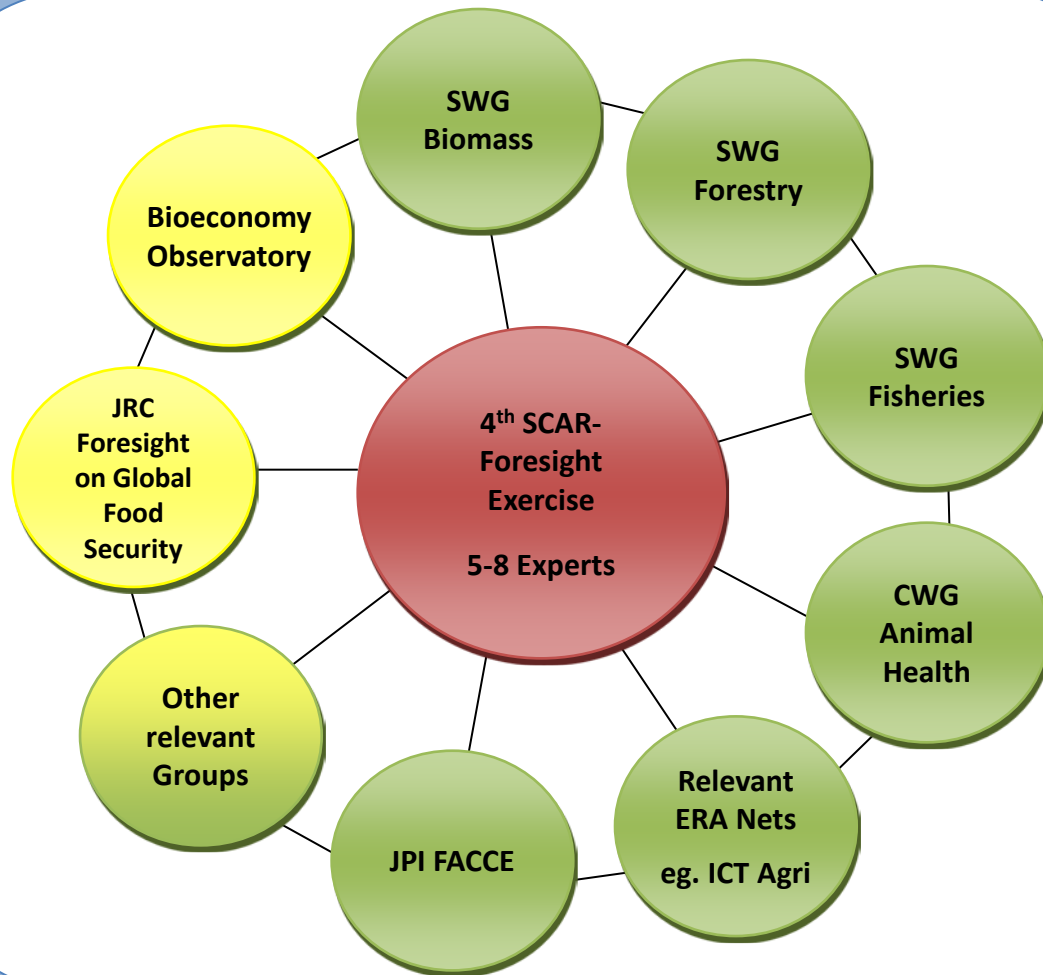 SWG
Biomass
SWG
Forestry
Bioeconomy
Observatory
SWG
Fisheries
JRC
Foresight
on Global
Food
Security
4th SCAR-
Foresight
Exercise
5-8 Experts
CWG
Animal
Health
Other
relevant
Groups
Relevant
ERA Nets
eg. ICT Agri
JPI FACCE